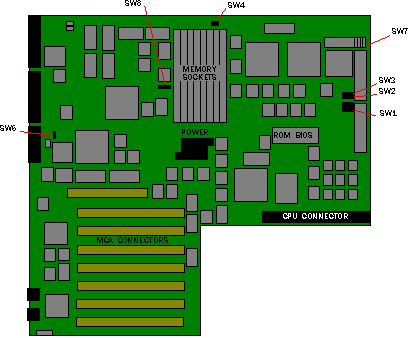 SW8
SW4
SW7
MEMORY
SOCKETS
SW3
SW2
SW1
SW6
POWER
ROM BIOS
CPU CONNECTOR
MCA CONNECTORS